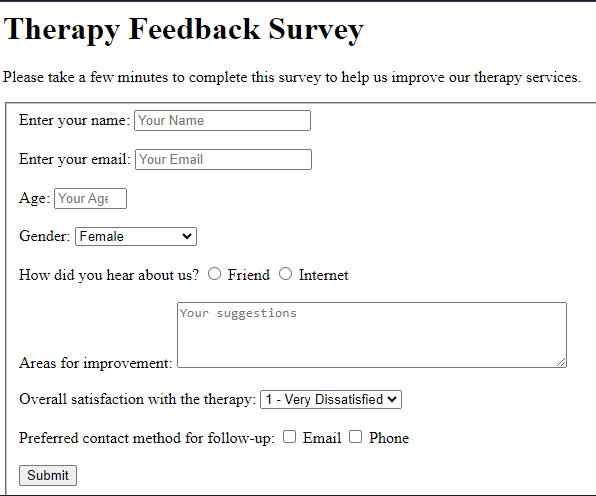 Therapy Feedback Survey
Please take a few minutes to complete this survey to help us improve our therapy services.
Enter your name: Your Name
Enter your email: Your Email
Age: Your Age
Gender: Female
How did you hear about us? Friend Internet
Your suggestions
Areas for improvement:
Overall satisfaction with the therapy: 1 - Very Dissatisfied
Preferred contact method for follow-up: Email Phone
Submit